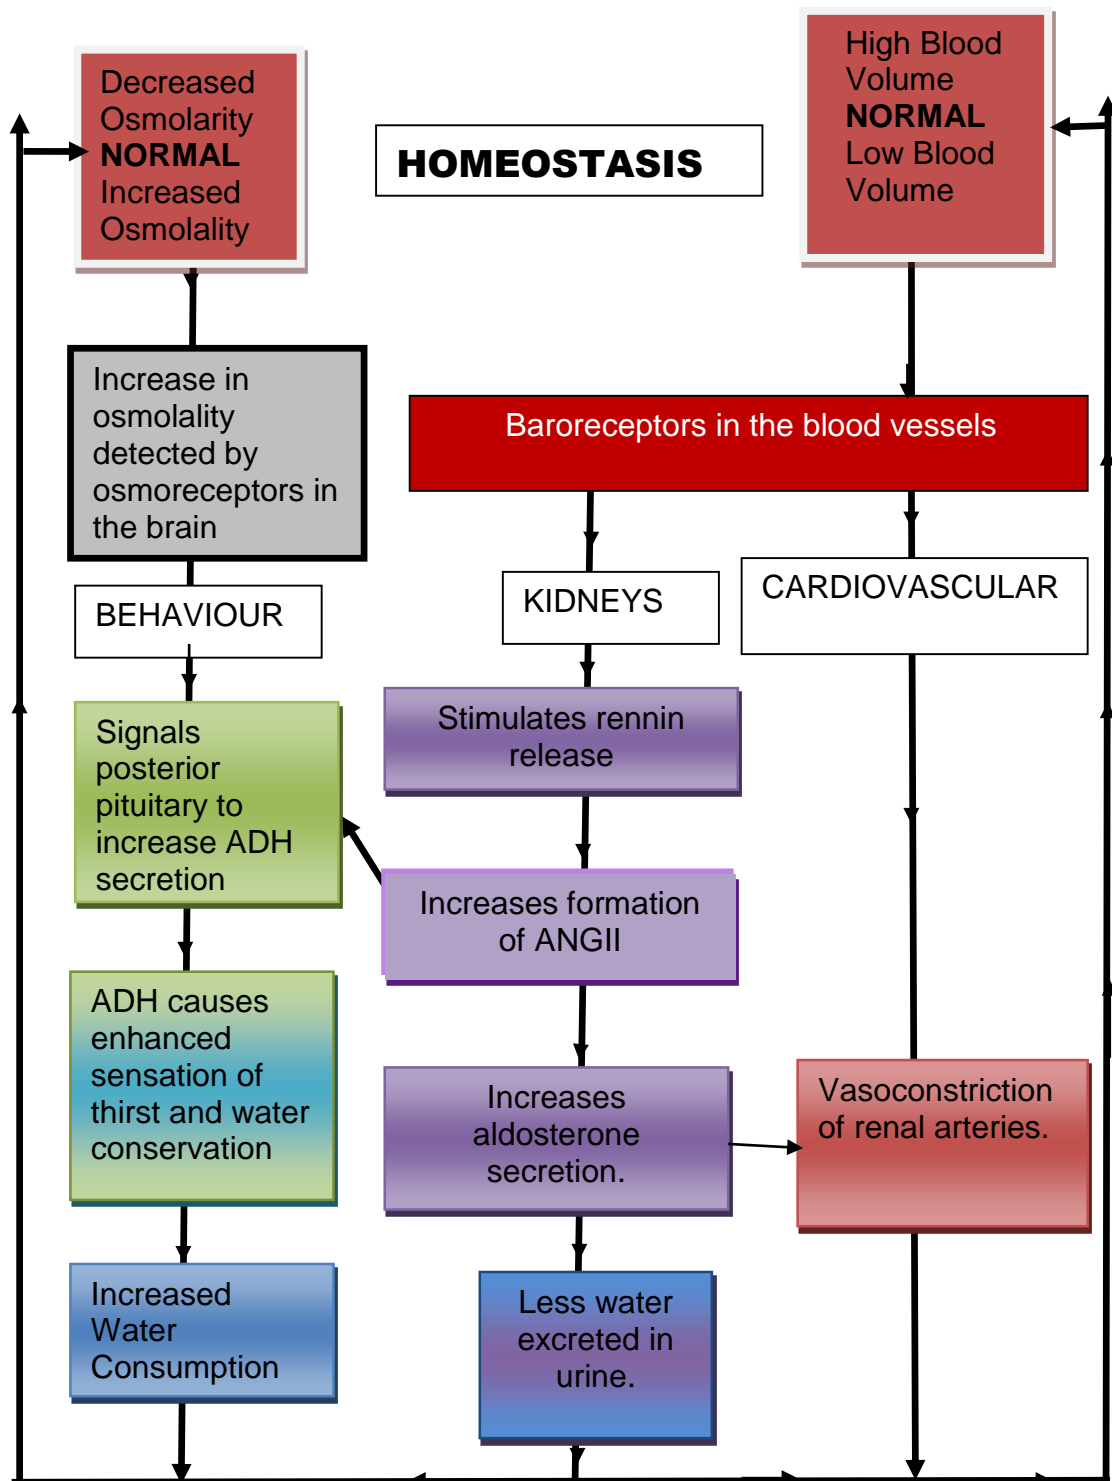 Decreased
Osmolarity
NORMAL
Increased
Osmolality
HOMEOSTASIS
High Blood
Volume
NORMAL
Low Blood
Volume
Increase in
osmolality
detected by
osmoreceptors in
the brain
Baroreceptors in the blood vessels
BEHAVIOUR
KIDNEYS
CARDIOVASCULAR
Signals
posterior
pituitary to
increase ADH
secretion
Stimulates rennin
release
Increases formation
of ANGII
ADH causes
enhanced
sensation of
thirst and water
conservation
Increases
aldosterone
secretion.
Vasoconstriction
of renal arteries.
Increased
Water
Consumption
Less water
excreted in
urine.